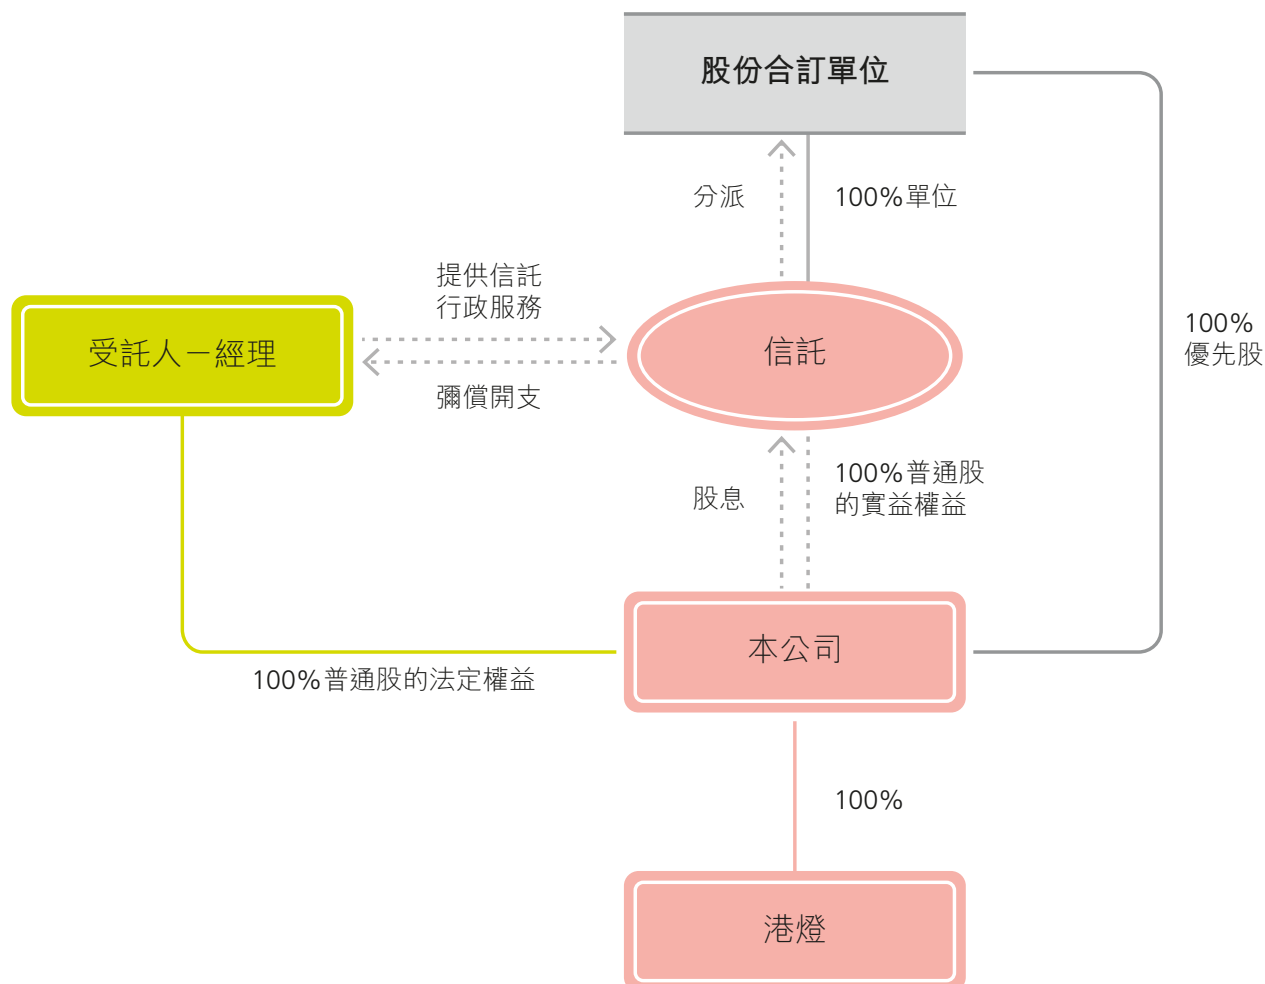 股份合訂單位
分派
100%單位
提供信託
行政服務
100%
優先股
受託人－經理
信託
彌償開支
100%普通股
的實益權益
股息
本公司
100%普通股的法定權益
100%
港燈